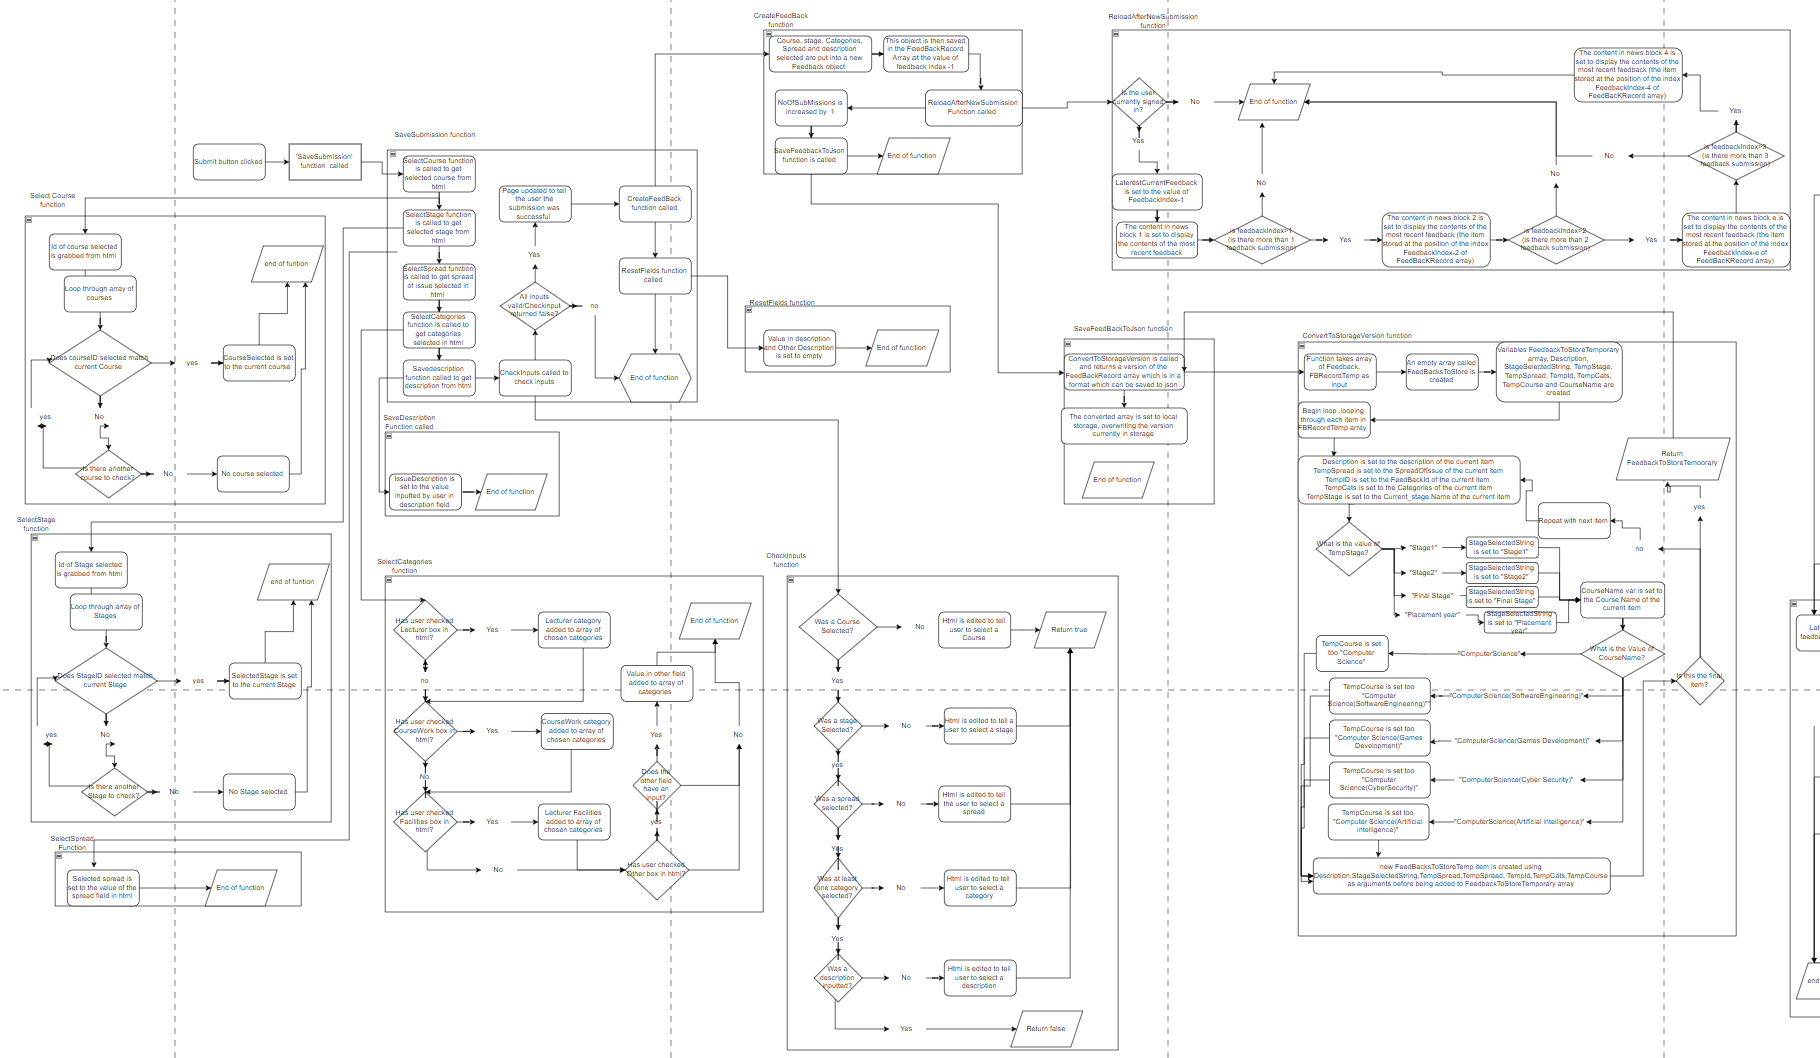 CreateFeedBack
function
Course, stage, Categories,
Spread and description
selected are put into a new
Feedback object
This object is then saved
in the FeedBackRecord
Array at the value of
feedback index -1
NoOfSubMissions is
increased by 1
ReloadAfterNewSubmission
Function called
SaveFeedbackToJson
function is called
End of function
ReloadAfterNewSubmission
function
Is the user
currently signed
in?
No
End of function
Yes
LaterestCurrentFeedback
is set to the value of
FeedbackIndex-1
The content in news
block 1 is set to display
the contents of the most
recent feedback
is feedbackIndex>1
(is there more than 1
feedback submission)
No
Yes
The content in news block 2 is
set to display the contents of the
most recent feedback (the item
stored at the position of the index
FeedbackIndex-2 of
FeedBacKRecord array)
is feedbackIndex>2
(is there more than 2
feedback submission)
No
Yes
The content in news block e is
set to display the contents of the
most recent feedback (the item
stored at the position of the index
FeedbackIndex-e of
FeedBacKRecord array)
is feedbackIndex>3
(is there more than 3
feedback submission)
No
Yes
The content in news block 4 is
set to display the contents of the
most recent feedback (the item
stored at the position of the index
FeedbackIndex-4 of
FeedBacKRecord array)
Submit button clicked
'SaveSubmission'
function called
SaveSubmission function
SelectCourse function
is called to get
selected course from
html
SelectStage function
is called to get
selected stage from
html
SelectSpread function
is called to get spread
of issue selected in
html
SelectCategories
function is called to
get categories
selected in html
Savedescription
function called to get
description from html
CheckInputs called to
check inputs
All inputs
valid/CheckInput
returned false?
no
Yes
Page updated to tell
the user the
submission was
successful
CreateFeedBack
function called
ResetFields function
called
End of function
Select Course
function
Id of course selected
is grabbed from html
Loop through array of
courses
Does courseID selected match
current Course
yes
CourseSelected is set
to the current course
end of funtion
yes
No
Is there another
course to check?
No
No course selected
ResetFields function
Value in description
and Other Description
is set to empty
End of function
SaveDescription
Function called
IssueDescription is
set to the value
inputted by user in
description field
End of function
SelectStage
function
Id of Stage selected
is grabbed from html
Loop through array of
Stages
Does StageID selected match
current Stage
yes
SelectedStage is set
to the current Stage
end of funtion
yes
No
Is there another
Stage to check?
No
No Stage selected
SelectSpread
Function
Selected spread is
set to the value of the
spread field in html
End of function
SelectCategories
function
Has user checked
Lecturer box in
html?
Yes
Lecturer category
added to array of
chosen categories
no
Has user checked
CourseWork box in
html?
Yes
CourseWork category
added to array of
chosen categories
No
Has user checked
Facilities box in
html?
Yes
Lecturer Facilities
added to array of
chosen categories
No
Has user checked
Other box in html?
yes
Does the
other field
have an
input?
Yes
No
Value in other field
added to array of
categories
End of function
CheckInputs
function
Was a Course
Selected?
No
Html is edited to tell
user to select a
Course
Return true
Yes
Was a stage
Selected?
No
Html is edited to tell a
user to select a stage
yes
Was a spread
selected?
No
Html is edited to tell
the user to select a
spread
Yes
Was at least
one category
selected?
No
Html is edited to tell
user to select a
category
Yes
Was a
description
inputted?
No
Html is edited to tell
user to select a
description
Yes
Return false
SaveFeedBackToJson function
ConvertToStorageVersion is called
and returns a version of the
FeedBackRecord array which is in a
format which can be saved to json
The converted array is set to local
storage, overwriting the version
currently in storage
End of function
ConvertToStorageVersion function
Function takes array
of Feedback,
FBRecordTemp as
input
An empty array called
FeedBacksToStore is
created
Variables FeedbackToStoreTemporary
array, Description,
StageSelectedString, TempStage,
TempSpread, TempId, TempCats,
TempCourse and CourseName are
created
Begin loop ,looping
through each item in
FBRecordTemp array
Description is set to the description of the current item
TempSpread is set to the SpreadOfIssue of the current item
TempID is set to the FeedBackId of the current item
TempCats is set to the Categories of the current item
TempStage is set to the Current_stage.Name of the current item
Return
FeedbackToStoreTemoorary
Repeat with next item
yes
no
What is the value of
TempStage?
"Stage1"
StageSelectedString
is set to "Stage1"
"Stage2"
StageSelectedString
is set to "Stage2"
"Final Stage"
StageSelectedString
is set to "Final Stage"
"Placement year"
StageSelectedString
is set to "Placemant
year"
CourseName var is set to
the Course.Name of the
current item
What is the Value of
CourseName?
Is this the final
item?
"ComputerScience"
TempCourse is set
too "Computer
Science"
"ComputerScience(SoftwareEngineering)"
TempCourse is set too
"Computer
Science(SoftwareEngineering)""
"ComputerScience(Games Development)"
TempCourse is set too
"Computer Science(Games
Development)"
"ComputerScience(Cyber Security)"
TempCourse is set too
"Computer
Science(CyberSecurity)"
"ComputerScience(Artificial intelligence)"
TempCourse is set too
"Computer Science(Artificial
intelligence)"
new FeedBacksToStoreTemp item is created using
Description,StageSelectedString,TempSpread,TempSpread, TempId,TempCats,TempCourse
as arguments before being added to FeedbackToStoreTemporary array
end